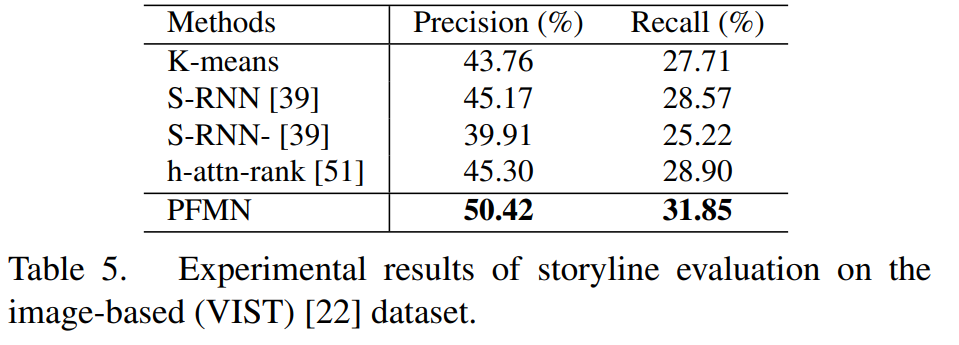 Methods Precision (%) Recall (%)
K-means 43.76 27.71
S-RNN [39] 45.17 28.57
S-RNN- [39] 39.91 25.22
h-attn-rank [51] 45.30 28.90
PFMN 50.42 31.85
Table 5. Experimental results of storyline evaluation on the
image-based (VIST) [22] dataset.